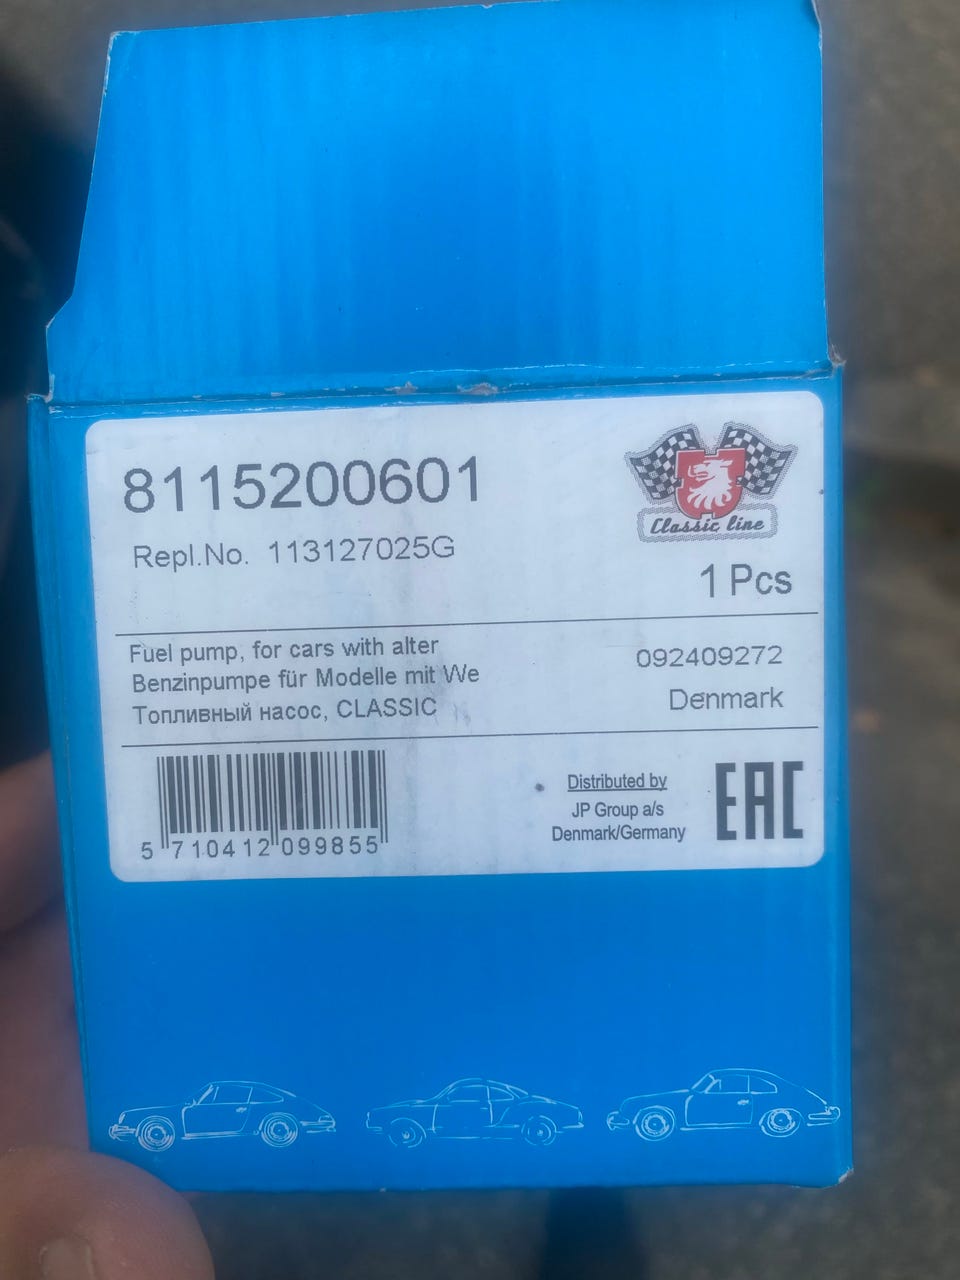 8115200601
Repl.No. 113127025G
Classic line
1 Pcs
Fuel pump, for cars with alter
Benzinpumpe für Modelle mit We
Топливный насос, CLASSIC
092409272
Denmark
5 710412 099855
Distributed by
JP Group a/s
Denmark/Germany
EAC